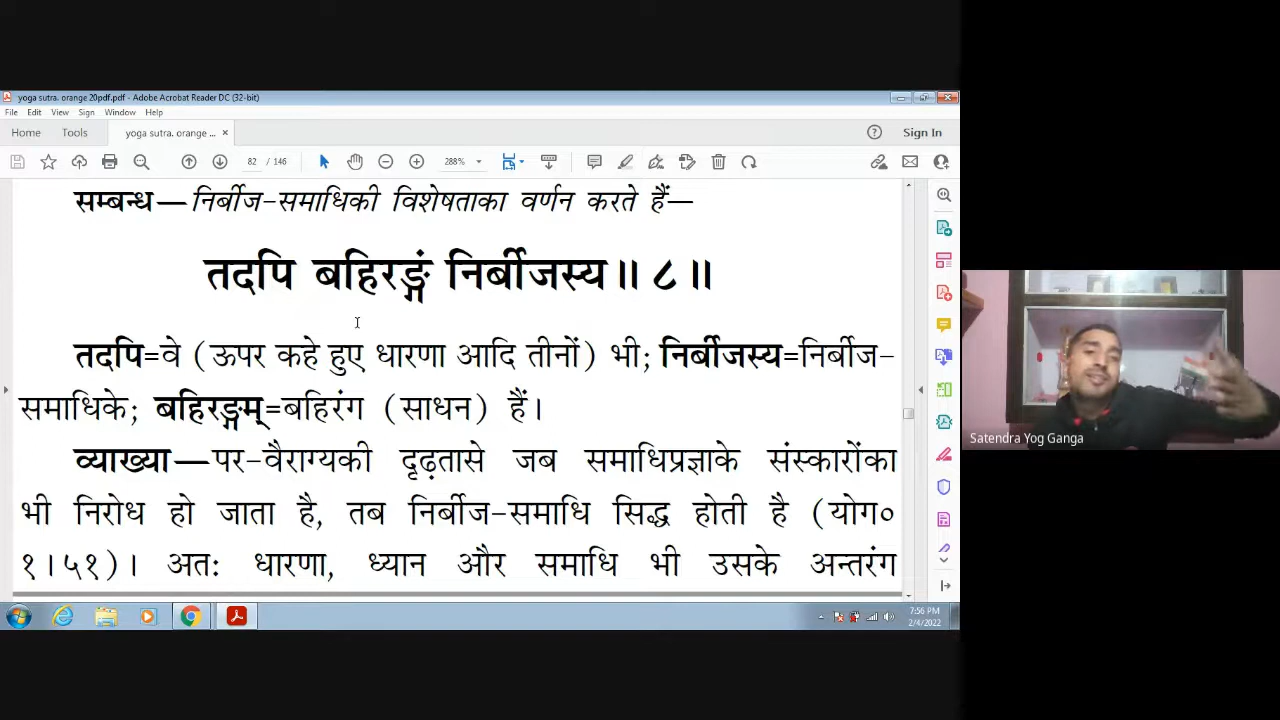 yoga sutra. orange 20pdf.pdf - Adobe Acrobat Reader DC (32-bit)
File Edit View Sign Window Help
Home Tools yoga sutra. orange ... × Sign In
82 / 146 288%
सम्बन्ध—निर्बीज-समाधिकी विशेषताका वर्णन करते हैं—
तदपि बहिरङ्गं निर्बीजस्य॥ ८॥
तदपि=वे (ऊपर कहे हुए धारणा आदि तीनों) भी; निर्बीजस्य=निर्बीज-
समाधिके; बहिरङ्गम्=बहिरंग (साधन) हैं।
व्याख्या—पर-वैराग्यकी दृढ़तासे जब समाधिप्रज्ञाके संस्कारोंका
भी निरोध हो जाता है, तब निर्बीज-समाधि सिद्ध होती है (योग०
१।५१)। अतः धारणा, ध्यान और समाधि भी उसके अन्तरंग
Satendra Yog Ganga
7:56 PM
2/4/2022